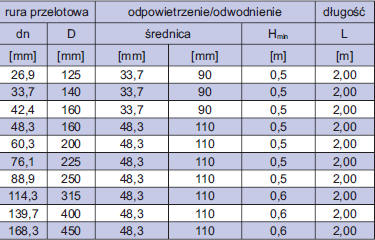 rura przelotowa odpowietrzenie/odwodnienie długość
dn D średnica Hmin L
[mm] [mm] [mm] [mm] [m] [m]
26,9 125 33,7 90 0,5 2,00
33,7 140 33,7 90 0,5 2,00
42,4 160 33,7 90 0,5 2,00
48,3 160 48,3 110 0,5 2,00
60,3 200 48,3 110 0,5 2,00
76,1 225 48,3 110 0,5 2,00
88,9 250 48,3 110 0,5 2,00
114,3 315 48,3 110 0,6 2,00
139,7 400 48,3 110 0,6 2,00
168,3 450 48,3 110 0,6 2,00